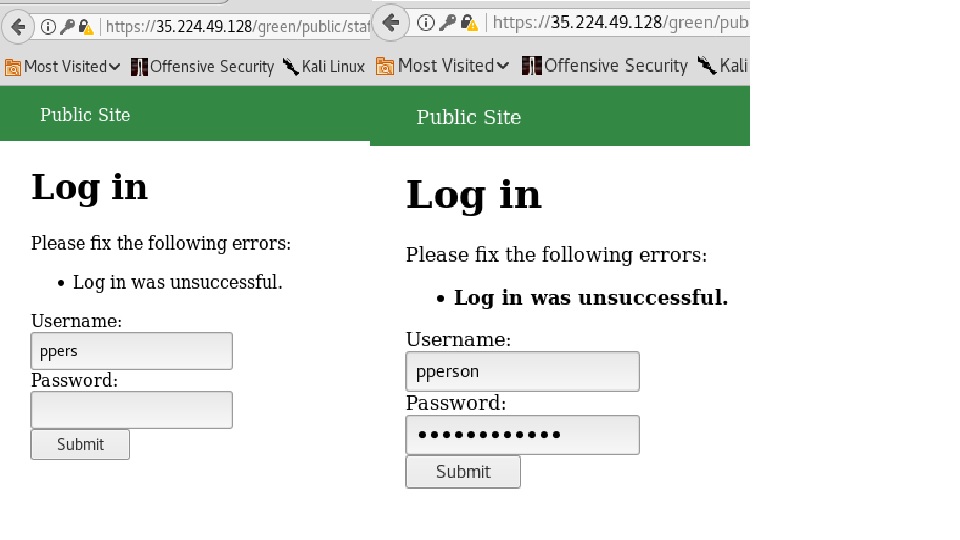 https://35.224.49.128/green/public/staf
Most Visited Offensive Security Kali Linux
Public Site
Log in
Please fix the following errors:
• Log in was unsuccessful.
Username:
ppers
Password:
Submit
https://35.224.49.128/green/pub
Most Visited Offensive Security Kali
Public Site
Log in
Please fix the following errors:
• Log in was unsuccessful.
Username:
pperson
Password:
••••••••••••
Submit